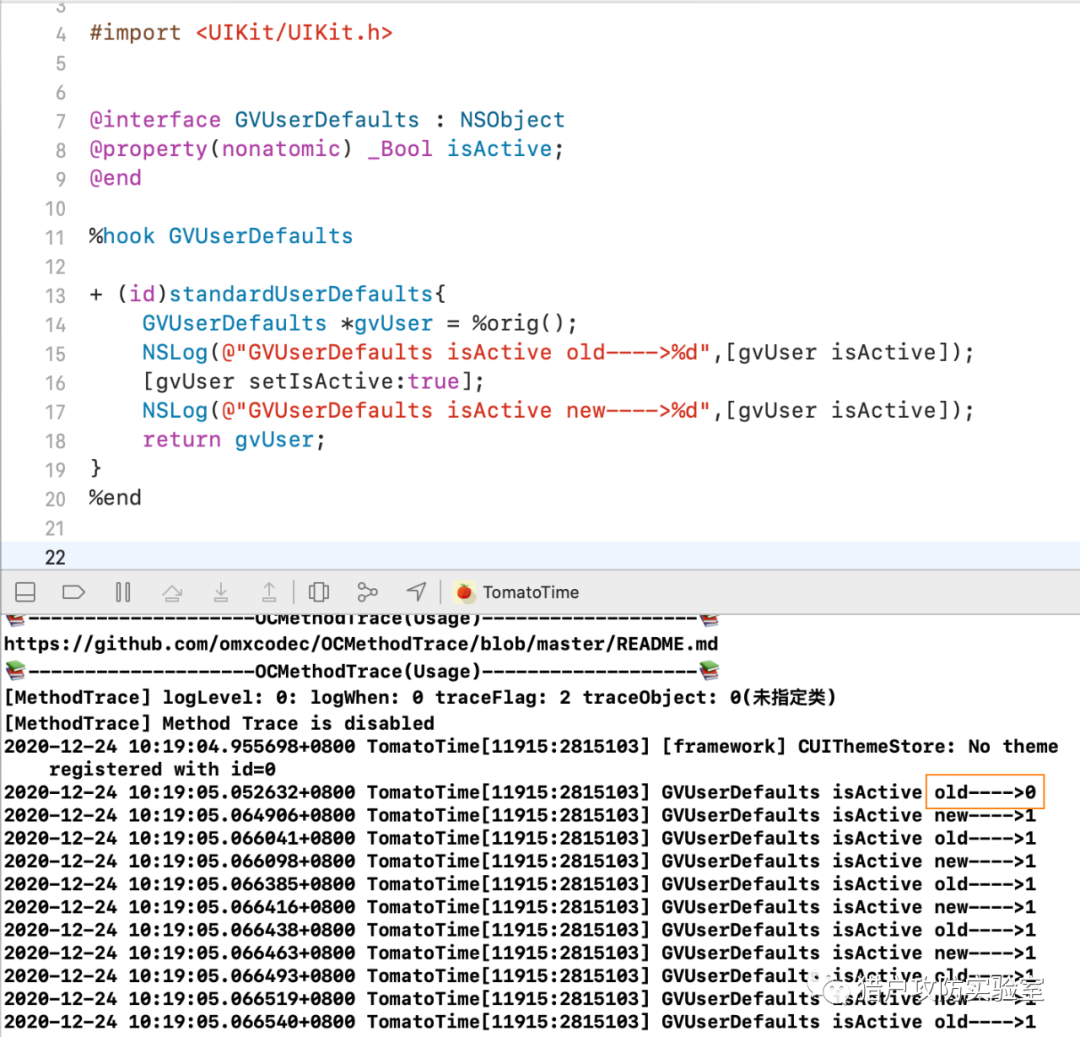 3
4 #import <UIKit/UIKit.h>
5
6
7 @interface GVUserDefaults : NSObject
8 @property(nonatomic) _Bool isActive;
9 @end
10
11 %hook GVUserDefaults
12
13 + (id)standardUserDefaults{
14 GVUserDefaults *gvUser = %orig();
15 NSLog(@"GVUserDefaults isActive old---->%d",[gvUser isActive]);
16 [gvUser setIsActive:true];
17 NSLog(@"GVUserDefaults isActive new---->%d",[gvUser isActive]);
18 return gvUser;
19 }
20 %end
21
22
TomatoTime
--------------------OCMethodTrace(Usage)-------------------
https://github.com/omxcodec/OCMethodTrace/blob/master/README.md
--------------------OCMethodTrace(Usage)-------------------
[MethodTrace] logLevel: 0: logWhen: 0 traceFlag: 2 traceObject: 0(未指定类)
[MethodTrace] Method Trace is disabled
2020-12-24 10:19:04.955698+0800 TomatoTime[11915:2815103] [framework] CUIThemeStore: No theme
registered with id=0
2020-12-24 10:19:05.052632+0800 TomatoTime[11915:2815103] GVUserDefaults isActive old---->0
2020-12-24 10:19:05.064906+0800 TomatoTime[11915:2815103] GVUserDefaults isActive new---->1
2020-12-24 10:19:05.066041+0800 TomatoTime[11915:2815103] GVUserDefaults isActive old---->1
2020-12-24 10:19:05.066098+0800 TomatoTime[11915:2815103] GVUserDefaults isActive new---->1
2020-12-24 10:19:05.066385+0800 TomatoTime[11915:2815103] GVUserDefaults isActive old---->1
2020-12-24 10:19:05.066416+0800 TomatoTime[11915:2815103] GVUserDefaults isActive new---->1
2020-12-24 10:19:05.066438+0800 TomatoTime[11915:2815103] GVUserDefaults isActive old---->1
2020-12-24 10:19:05.066463+0800 TomatoTime[11915:2815103] GVUserDefaults isActive new---->1
2020-12-24 10:19:05.066493+0800 TomatoTime[11915:2815103] GVUserDefaults isActive old---->1
2020-12-24 10:19:05.066519+0800 TomatoTime[11915:2815103] GVUserDefaults isActive new---->1
2020-12-24 10:19:05.066540+0800 TomatoTime[11915:2815103] GVUserDefaults isActive old---->1
猎户攻防实验室